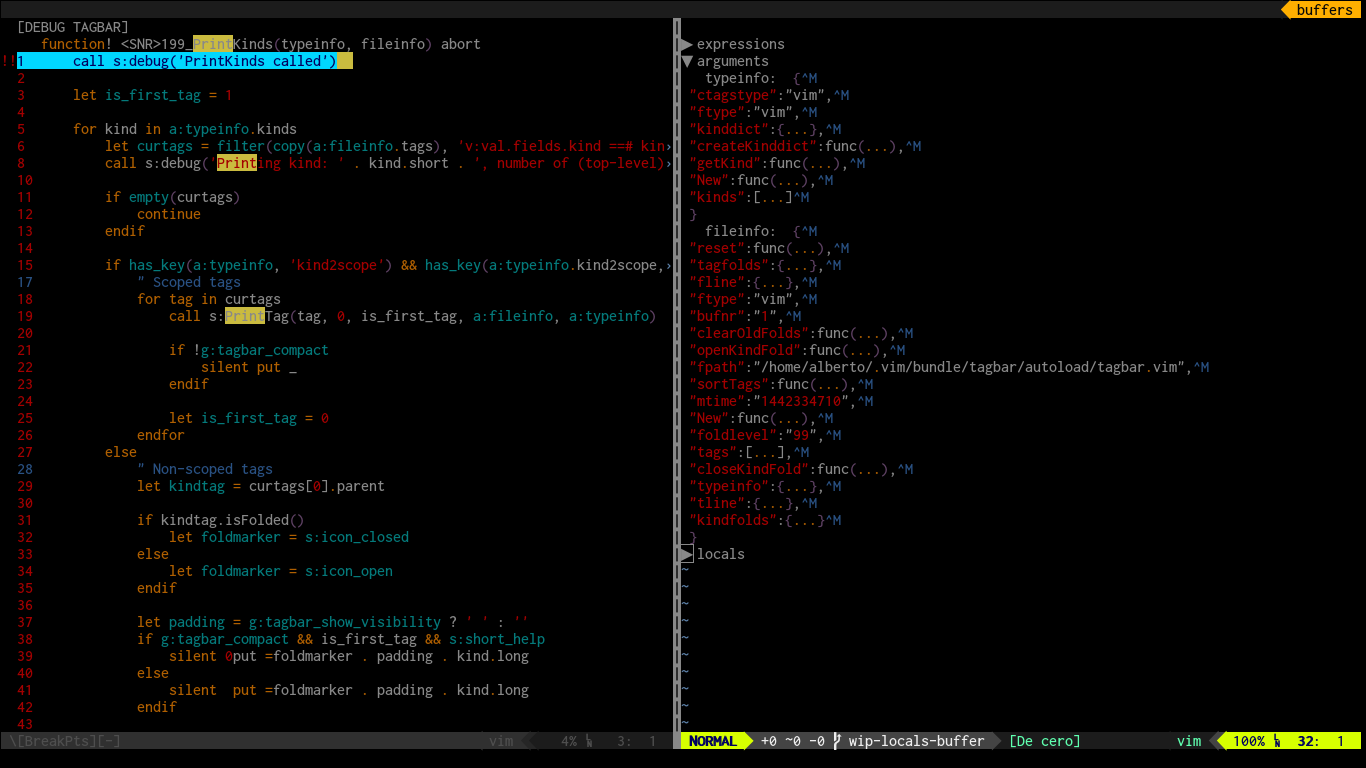 buffers
[DEBUG TAGBAR]
   function! <SNR>199_PrintKinds(typeinfo, fileinfo) abort
!!1      call s:debug('PrintKinds called')
2
3     let is_first_tag = 1
4
5     for kind in a:typeinfo.kinds
6         let curtags = filter(copy(a:fileinfo.tags), 'v:val.fields.kind ==# kin›
8         call s:debug('Printing kind: ' . kind.short . ', number of (top-level)›
10
11         if empty(curtags)
12             continue
13         endif
14
15         if has_key(a:typeinfo, 'kind2scope') && has_key(a:typeinfo.kind2scope,›
17             " Scoped tags
18             for tag in curtags
19                 call s:PrintTag(tag, 0, is_first_tag, a:fileinfo, a:typeinfo)
20
21                 if !g:tagbar_compact
22                     silent put _
23                 endif
24
25                 let is_first_tag = 0
26             endfor
27         else
28             " Non-scoped tags
29             let kindtag = curtags[0].parent
30
31             if kindtag.isFolded()
32                 let foldmarker = s:icon_closed
33             else
34                 let foldmarker = s:icon_open
35             endif
36
37             let padding = g:tagbar_show_visibility ? ' ' : ''
38             if g:tagbar_compact && is_first_tag && s:short_help
39                 silent 0put =foldmarker . padding . kind.long
40             else
41                 silent  put =foldmarker . padding . kind.long
42             endif
43
\[BreakPts][-] vim 4% ␤ 3: 1
▶ expressions
▼ arguments
  typeinfo:  {^M
"ctagstype":"vim",^M
"ftype":"vim",^M
"kinddict":{...},^M
"createKinddict":func(...),^M
"getKind":func(...),^M
"New":func(...),^M
"kinds":[...]^M
}
  fileinfo:  {^M
"reset":func(...),^M
"tagfolds":{...},^M
"fline":{...},^M
"ftype":"vim",^M
"bufnr":"1",^M
"clearOldFolds":func(...),^M
"openKindFold":func(...),^M
"fpath":"/home/alberto/.vim/bundle/tagbar/autoload/tagbar.vim",^M
"sortTags":func(...),^M
"mtime":"1442334710",^M
"New":func(...),^M
"foldlevel":"99",^M
"tags":[...],^M
"closeKindFold":func(...),^M
"typeinfo":{...},^M
"tline":{...},^M
"kindfolds":{...}^M
}
▶ locals
~
~
~
~
~
~
~
~
~
~
NORMAL +0 ~0 -0 wip-locals-buffer [De cero] vim 100% ␤ 32: 1